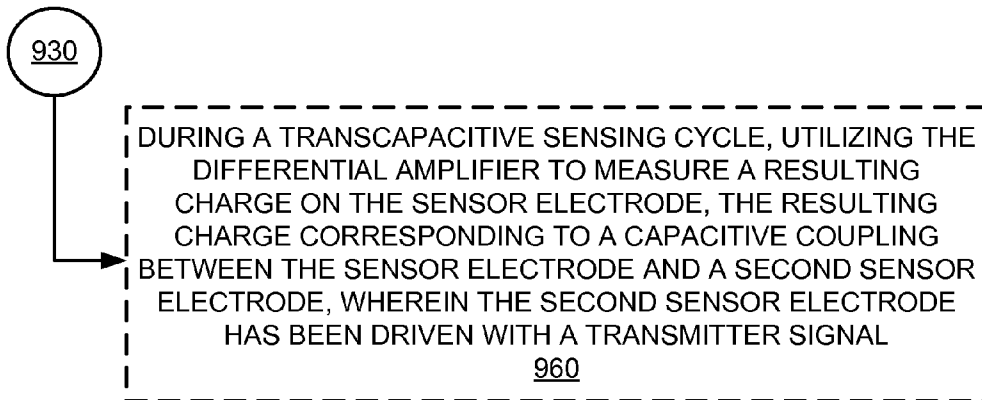 930
DURING A TRANSCAPACITIVE SENSING CYCLE, UTILIZING THE
DIFFERENTIAL AMPLIFIER TO MEASURE A RESULTING
CHARGE ON THE SENSOR ELECTRODE, THE RESULTING
CHARGE CORRESPONDING TO A CAPACITIVE COUPLING
BETWEEN THE SENSOR ELECTRODE AND A SECOND SENSOR
ELECTRODE, WHEREIN THE SECOND SENSOR ELECTRODE
HAS BEEN DRIVEN WITH A TRANSMITTER SIGNAL
960